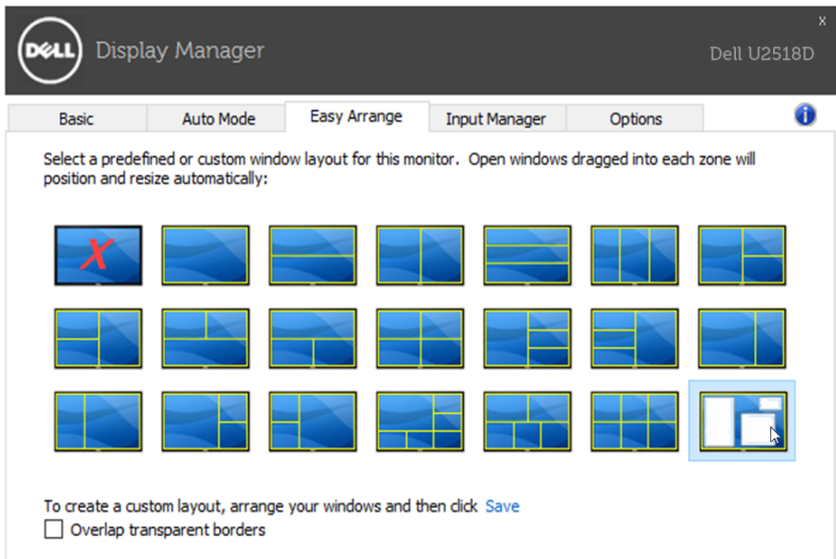 x
DELL Display Manager
Dell U2518D
Basic Auto Mode Easy Arrange Input Manager Options i
Select a predefined or custom window layout for this monitor. Open windows dragged into each zone will
position and resize automatically:
X
To create a custom layout, arrange your windows and then click Save
Overlap transparent borders